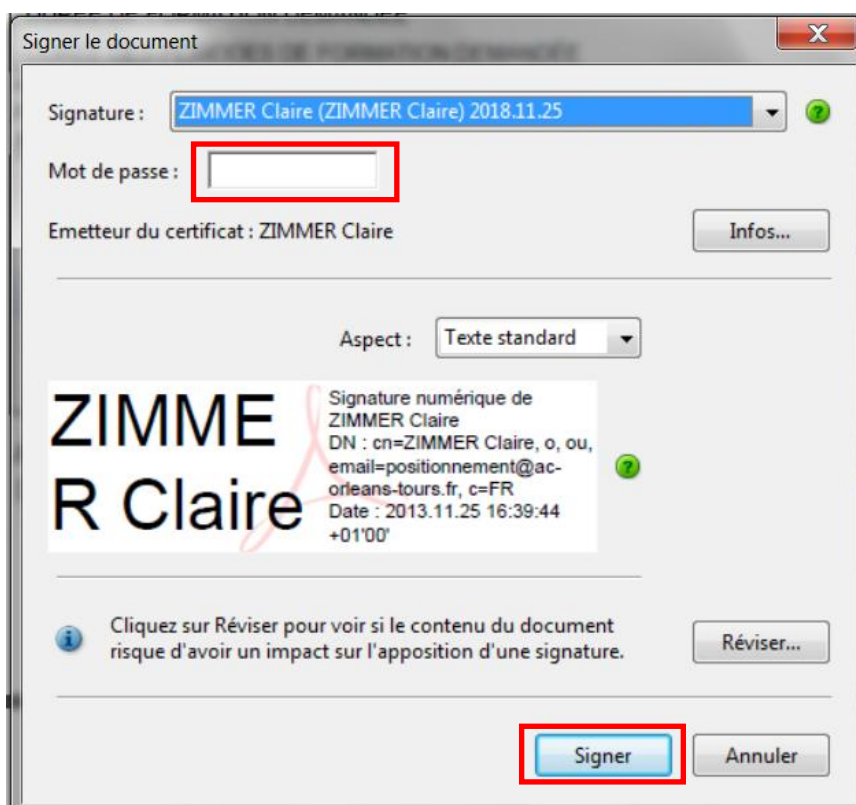 Signer le document
Signature : ZIMMER Claire (ZIMMER Claire) 2018.11.25
Mot de passe :
Emetteur du certificat : ZIMMER Claire Infos...
Aspect : Texte standard
ZIMME
R Claire
Signature numérique de
ZIMMER Claire
DN : cn=ZIMMER Claire, o, ou,
email=positionnement@ac-
orleans-tours.fr, c=FR
Date : 2013.11.25 16:39:44
+01'00'
Cliquez sur Réviser pour voir si le contenu du document
risque d'avoir un impact sur l'apposition d'une signature.
Réviser...
Signer Annuler